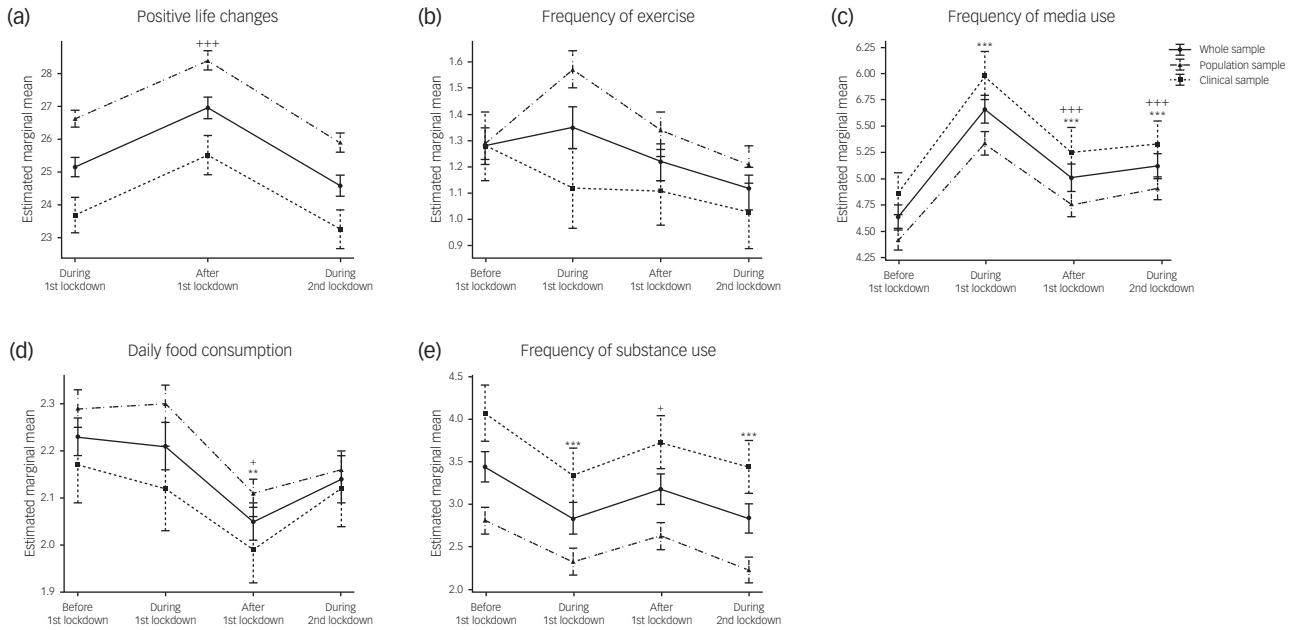 (a)
Positive life changes
Estimated marginal mean
28
27
26
25
24
23
+++
During
1st lockdown
After
1st lockdown
During
2nd lockdown
(b)
Frequency of exercise
Estimated marginal mean
1.6
1.5
1.4
1.3
1.2
1.1
1.0
0.9
Before
1st lockdown
During
1st lockdown
After
1st lockdown
During
2nd lockdown
(c)
Frequency of media use
Estimated marginal mean
6.25
6.00
5.75
5.50
5.25
5.00
4.75
4.50
4.25
***
+++
***
+++
***
Before
1st lockdown
During
1st lockdown
After
1st lockdown
During
2nd lockdown
Whole sample
Population sample
Clinical sample
(d)
Daily food consumption
Estimated marginal mean
2.3
2.2
2.1
2.0
1.9
+
**
Before
1st lockdown
During
1st lockdown
After
1st lockdown
During
2nd lockdown
(e)
Frequency of substance use
Estimated marginal mean
4.5
4.0
3.5
3.0
2.5
2.0
***
+
***
Before
1st lockdown
During
1st lockdown
After
1st lockdown
During
2nd lockdown